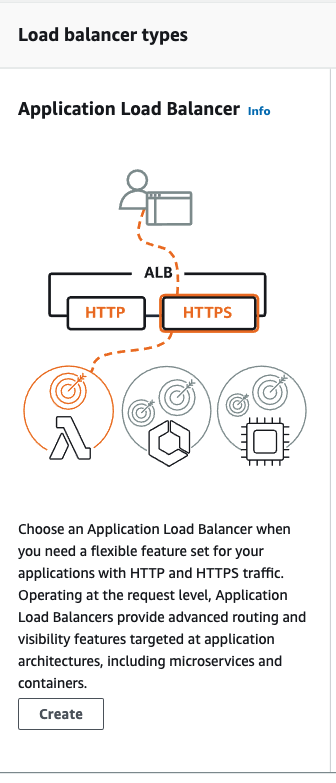 Load balancer types
Application Load Balancer Info
ALB
HTTP HTTPS
Choose an Application Load Balancer when
you need a flexible feature set for your
applications with HTTP and HTTPS traffic.
Operating at the request level, Application
Load Balancers provide advanced routing and
visibility features targeted at application
architectures, including microservices and
containers.
Create